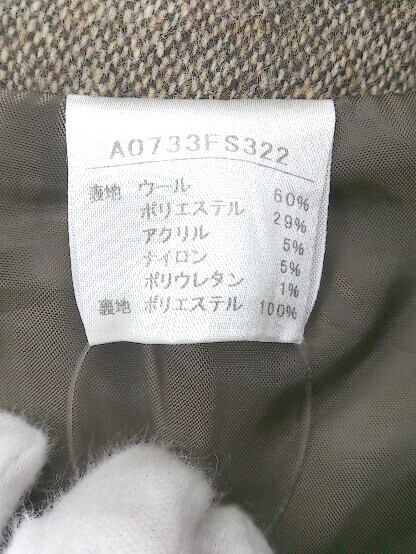 A0733FS322
表地 ウール 60%
ポリエステル 29%
アクリル 5%
ナイロン 5%
ポリウレタン 1%
裏地 ポリエステル 100%